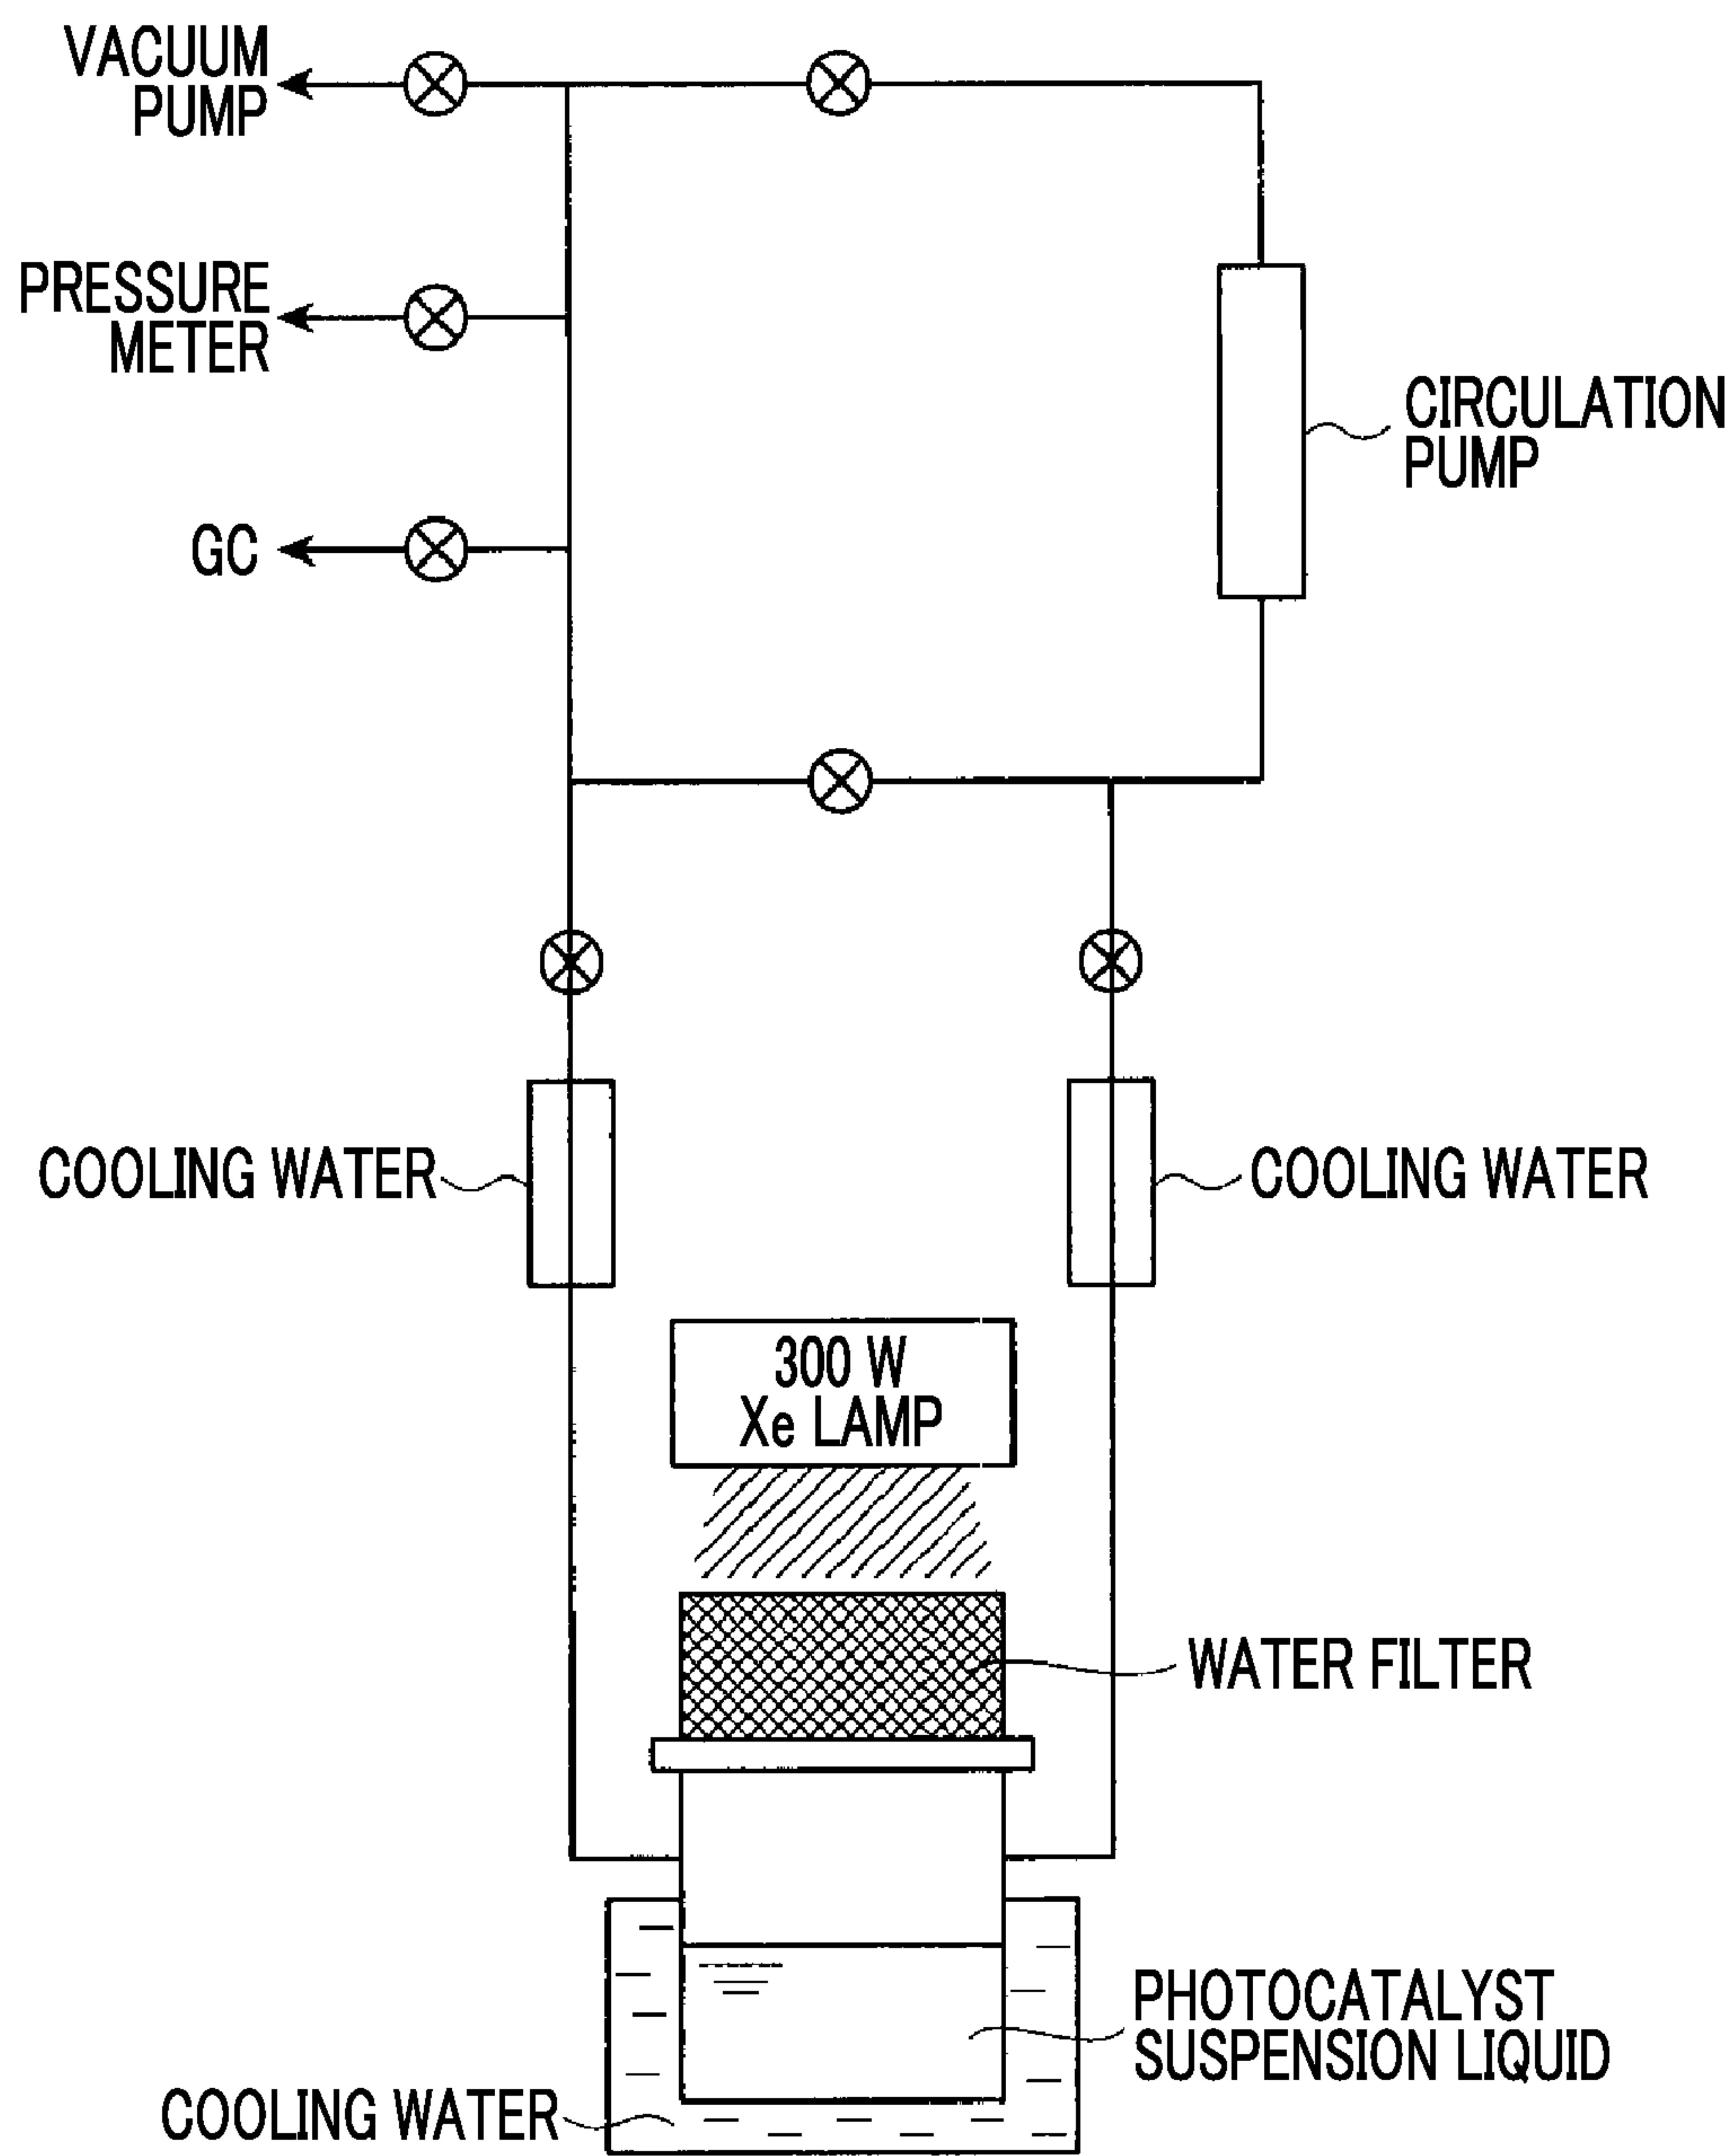 VACUUM
PUMP
PRESSURE
METER
CIRCULATION
PUMP
GC
COOLING WATER
COOLING WATER
300 W
Xe LAMP
WATER FILTER
PHOTOCATALYST
SUSPENSION LIQUID
COOLING WATER